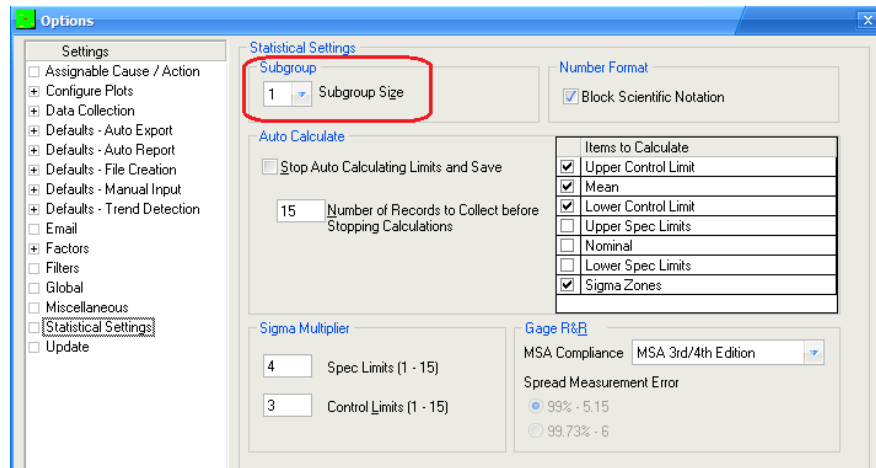 Options
Settings
Assignable Cause / Action
Configure Plots
Data Collection
Defaults - Auto Export
Defaults - Auto Report
Defaults - File Creation
Defaults - Manual Input
Defaults - Trend Detection
Email
Factors
Filters
Global
Miscellaneous
Statistical Settings
Update
Statistical Settings
Subgroup
1 Subgroup Size
Number Format
Block Scientific Notation
Auto Calculate
Stop Auto Calculating Limits and Save
15 Number of Records to Collect before
Stopping Calculations
Items to Calculate
Upper Control Limit
Mean
Lower Control Limit
Upper Spec Limits
Nominal
Lower Spec Limits
Sigma Zones
Sigma Multiplier
4 Spec Limits (1 - 15)
3 Control Limits (1 - 15)
Gage R&R
MSA Compliance MSA 3rd/4th Edition
Spread Measurement Error
99% - 5.15
99.73% - 6